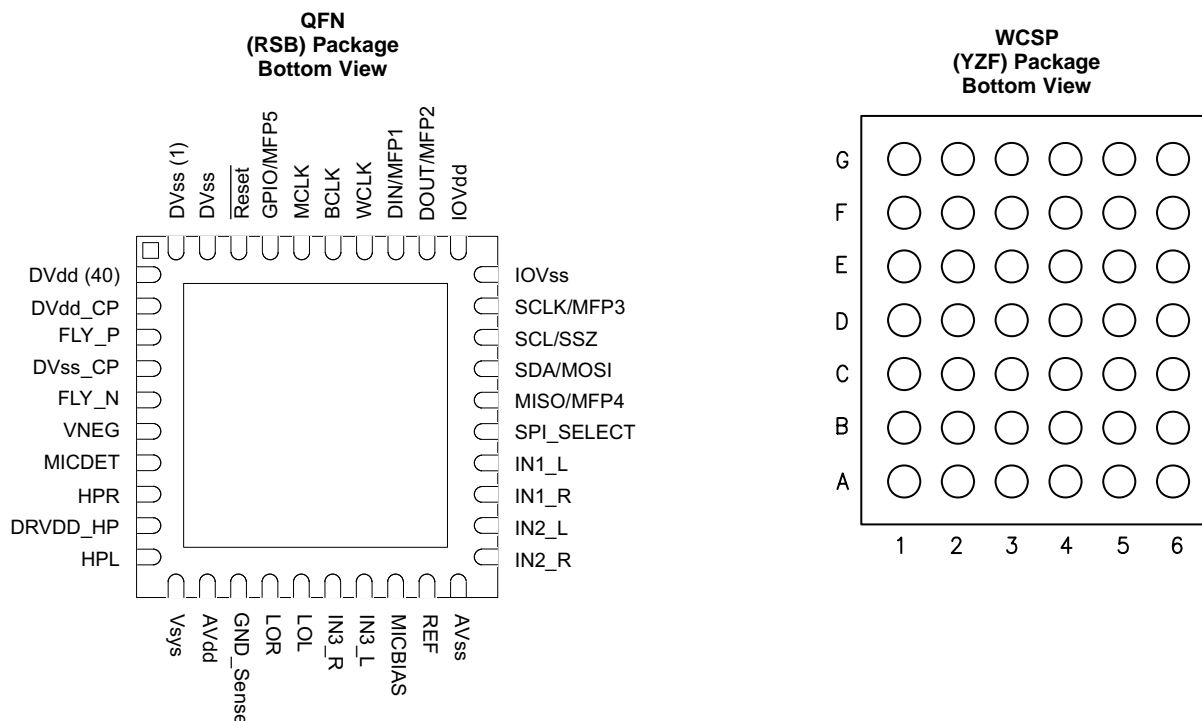 QFN
(RSB) Package
Bottom View
DVss (1)
DVss
Reset
GPIO/MFP5
MCLK
BCLK
WCLK
DIN/MFP1
DOUT/MFP2
IOVdd
DVdd (40)
DVdd_CP
FLY_P
DVss_CP
FLY_N
VNEG
MICDET
HPR
DRVDD_HP
HPL
IOVss
SCLK/MFP3
SCL/SSZ
SDA/MOSI
MISO/MFP4
SPI_SELECT
IN1_L
IN1_R
IN2_L
IN2_R
Vsys
AVdd
GND_Sense
LOR
LOL
IN3_R
IN3_L
MICBIAS
REF
AVss
WCSP
(YZF) Package
Bottom View
G
F
E
D
C
B
A
1 2 3 4 5 6